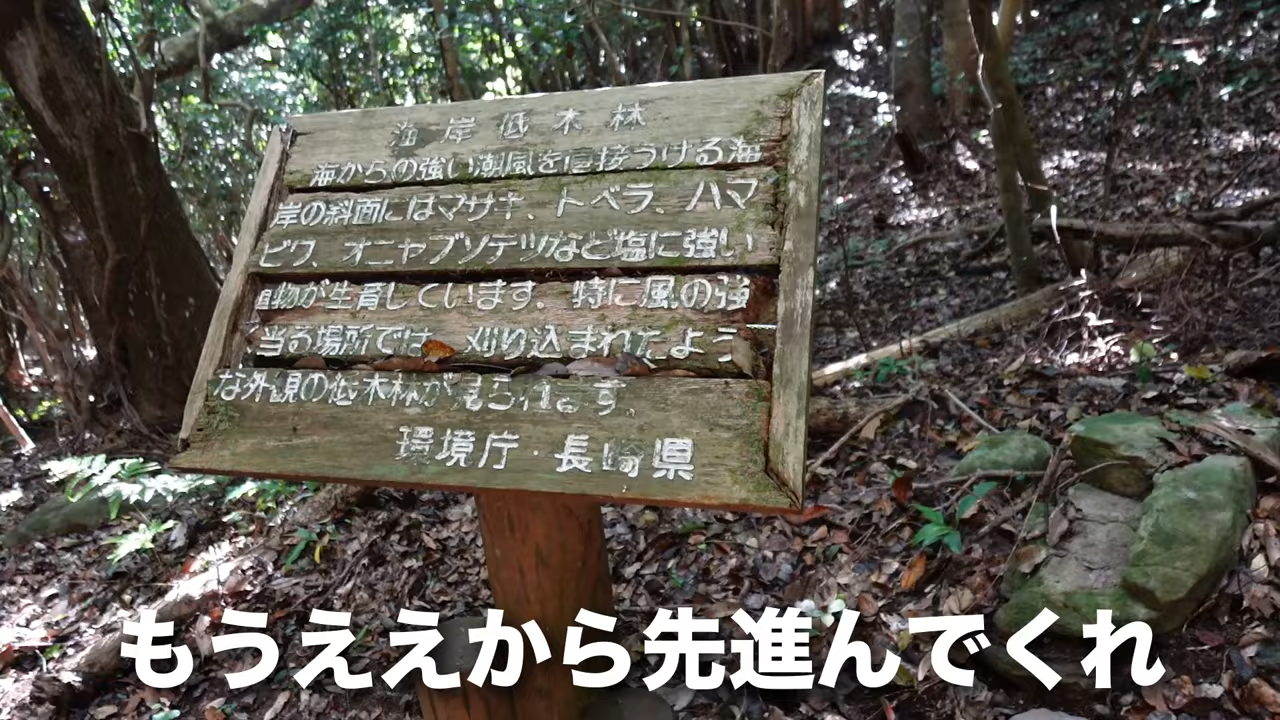 海岸低木林
海からの強い潮風を直接うける海
岸の斜面にはマサキ、トベラ、ハマ
ビワ、オニヤブソテツなど塩に強い
植物が生育しています。特に風の強
く当る場所では、刈り込まれたよう
な外観の低木林が見られます。
環境庁・長崎県
もうええから先進んでくれ